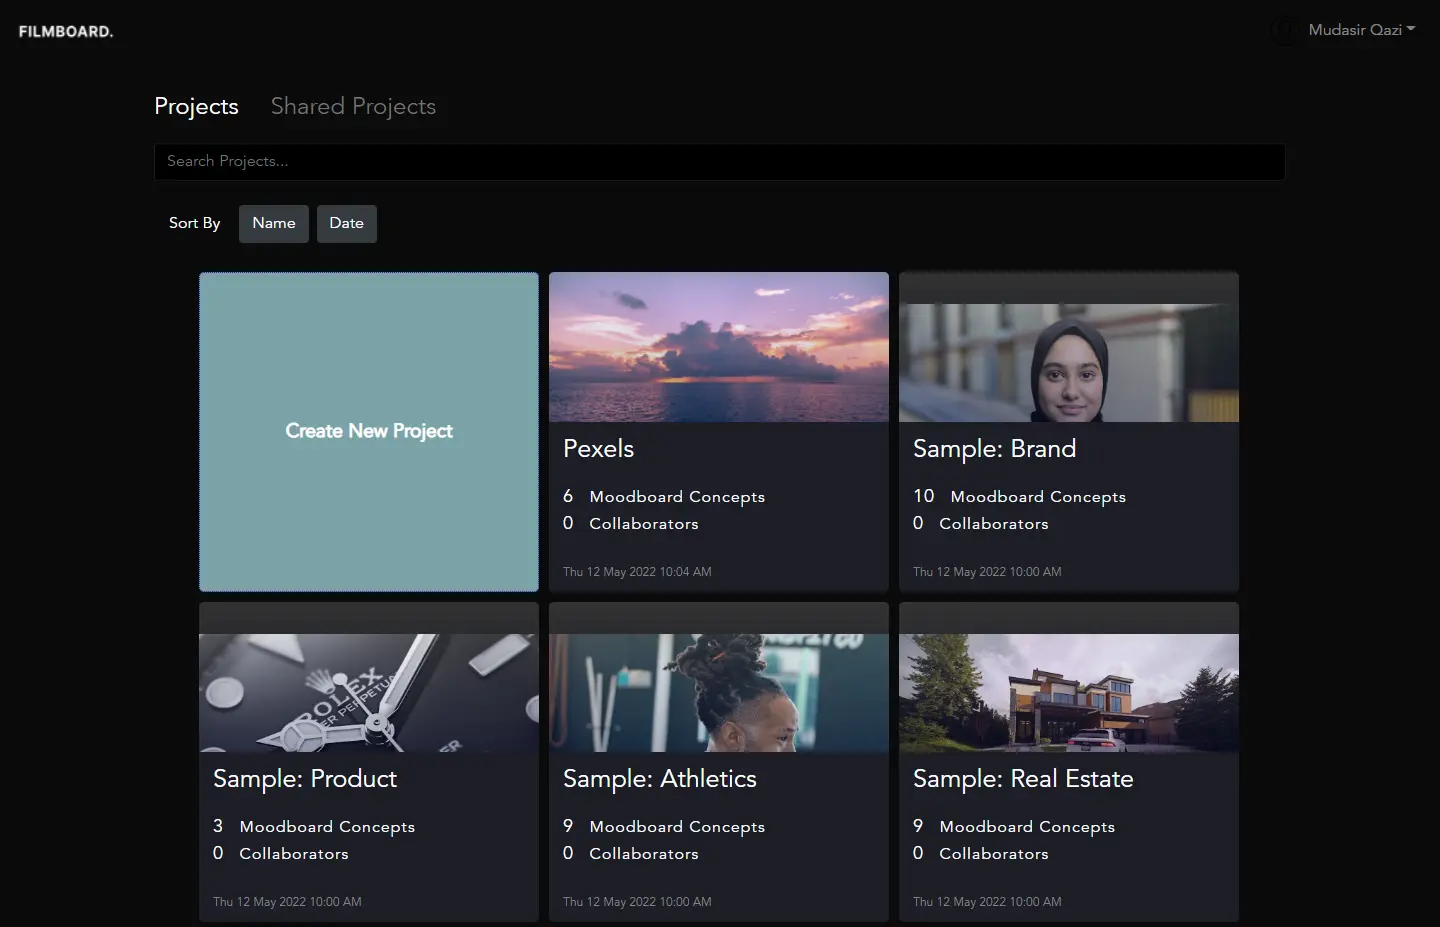 FILMBOARD.
Mudasir Qazi
Projects Shared Projects
Search Projects...
Sort By Name Date
Create New Project
Pexels
6 Moodboard Concepts
0 Collaborators
Thu 12 May 2022 10:04 AM
Sample: Brand
10 Moodboard Concepts
0 Collaborators
Thu 12 May 2022 10:00 AM
ROLEX
ER PERPETUA
ER
Sample: Product
3 Moodboard Concepts
0 Collaborators
Thu 12 May 2022 10:00 AM
Sample: Athletics
9 Moodboard Concepts
0 Collaborators
Thu 12 May 2022 10:00 AM
Sample: Real Estate
9 Moodboard Concepts
0 Collaborators
Thu 12 May 2022 10:00 AM